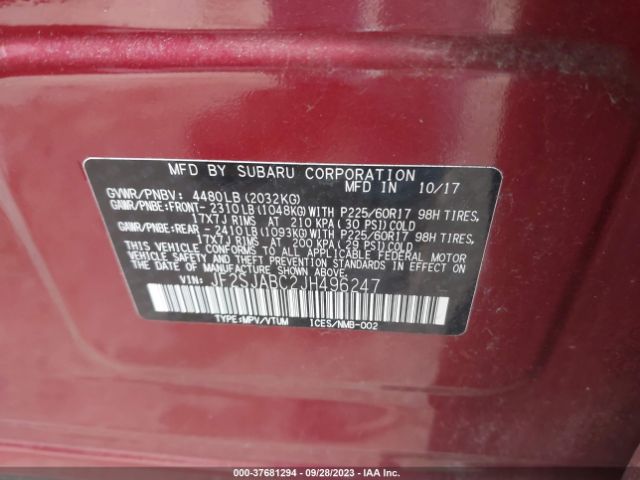 MFD BY SUBARU CORPORATION
MFD IN 10/17
GVWR/PNBV: 4480LB (2032KG)
GAWR/PNBE:FRONT- 2310LB (1048KG)WITH P225/60R17 98H TIRES,
17X7J RIMS AT 210 KPA( 30 PSI)COLD
GAWR/PNBE:REAR - 2410LB (1093KG)WITH P225/60R17 98H TIRES,
17X7J RIMS AT 200 KPA( 29 PSI)COLD
THIS VEHICLE CONFORMS TO ALL APPLICABLE FEDERAL MOTOR
VEHICLE SAFETY AND THEFT PREVENTION STANDARDS IN EFFECT
ON THE DATE OF MANUFACTURE SHOWN ABOVE.
VIN: JF2SJABC2JH496247
TYPE:MPV/VTUM ICES/NMB-002
000-37681294 - 09/28/2023 - IAA Inc.